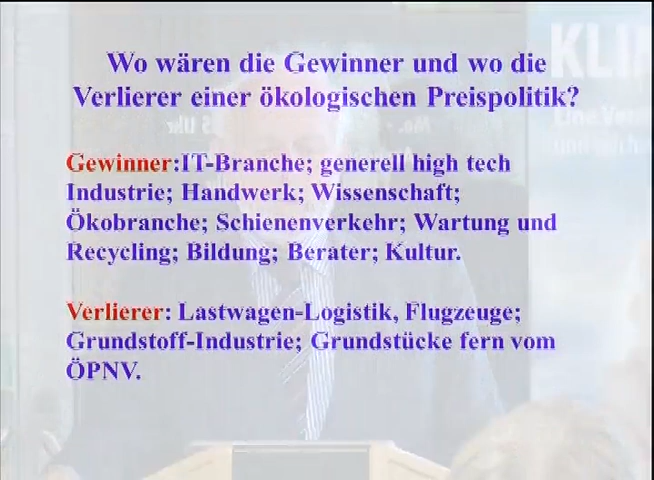 Wo wären die Gewinner und wo die
Verlierer einer ökologischen Preispolitik?
Gewinner:IT-Branche; generell high tech
Industrie; Handwerk; Wissenschaft;
Ökobranche; Schienenverkehr; Wartung und
Recycling; Bildung; Berater; Kultur.
Verlierer: Lastwagen-Logistik, Flugzeuge;
Grundstoff-Industrie; Grundstücke fern vom
ÖPNV.